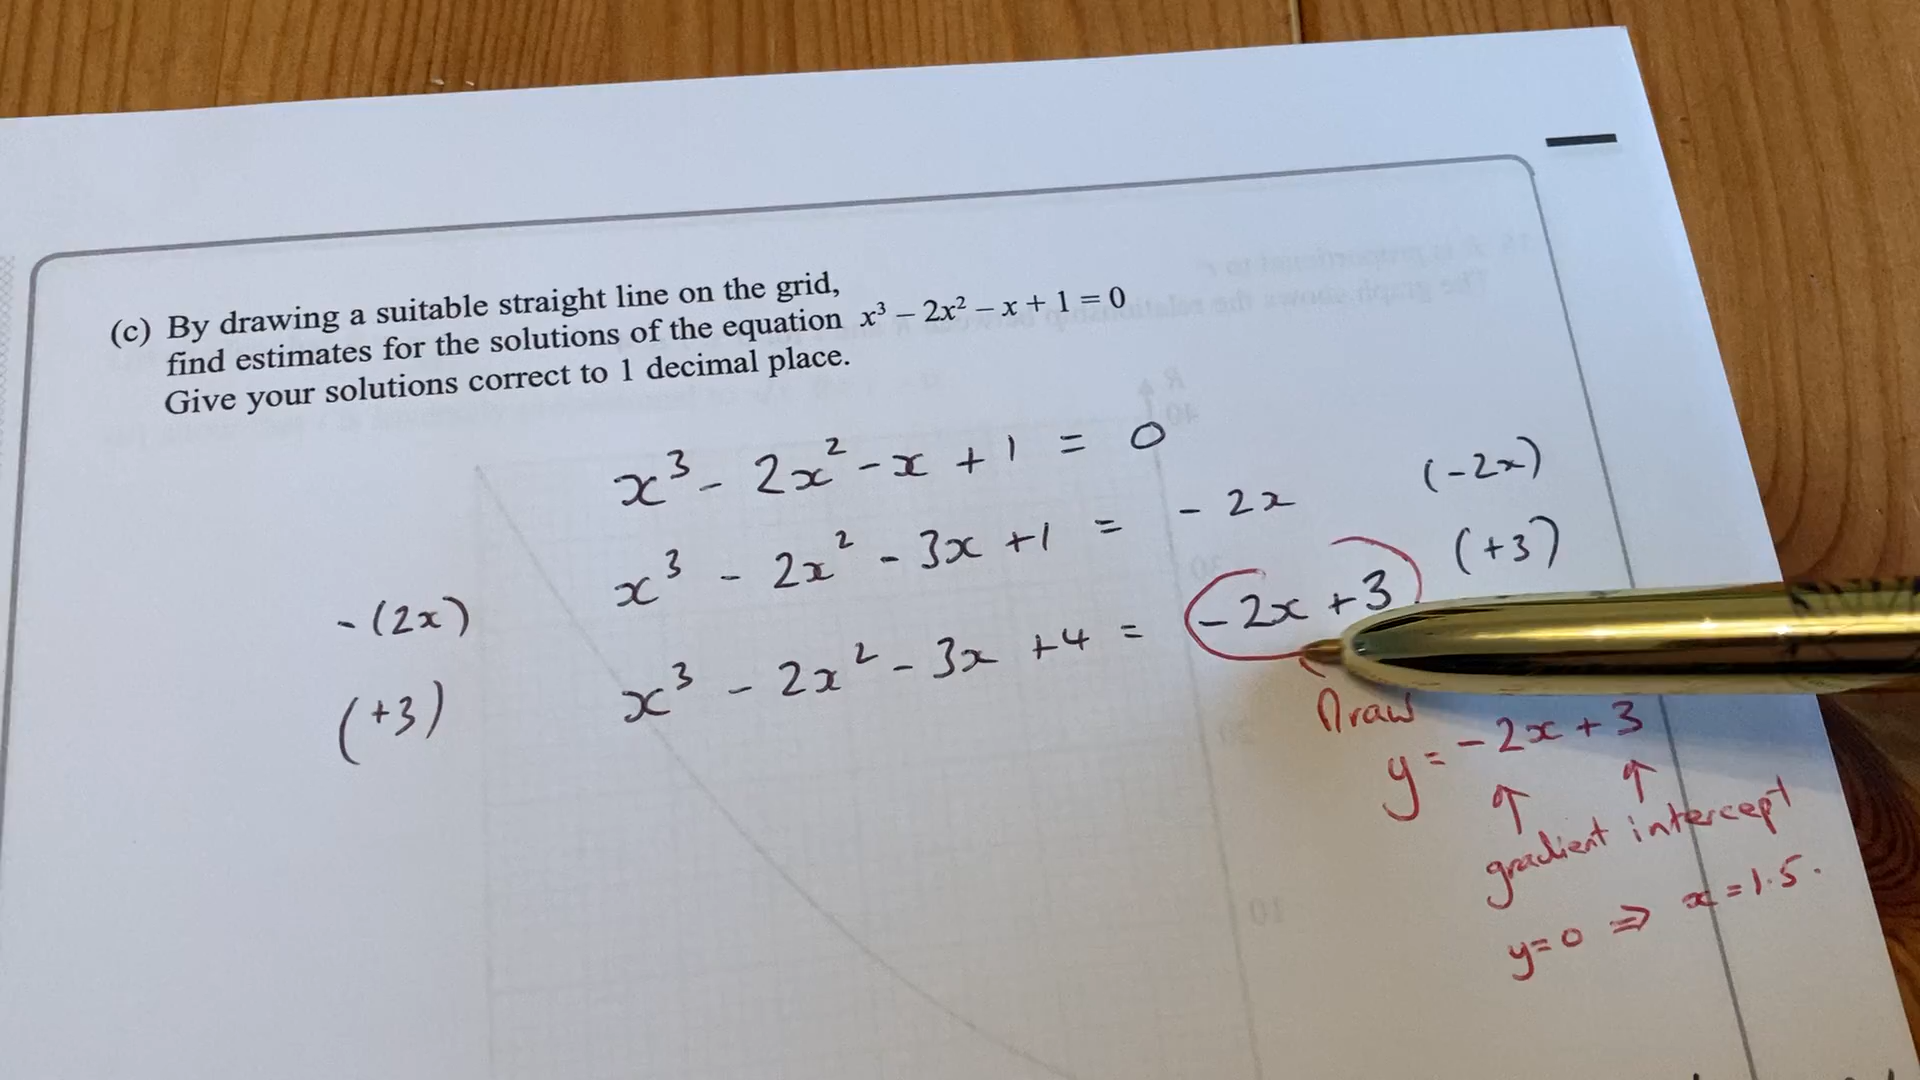 (c) By drawing a suitable straight line on the grid,
find estimates for the solutions of the equation x³ – 2x² – x + 1 = 0
Give your solutions correct to 1 decimal place.
x³ - 2x² - x + 1 = 0
(-2x)
x³ - 2x² - 3x + 1 = - 2x
(+3)
-(2x)
x³ - 2x² - 3x + 4 = -2x + 3
(+3)
Draw
y = -2x + 3
↑ ↑
gradient intercept
y=0 ⇒ x = 1.5.